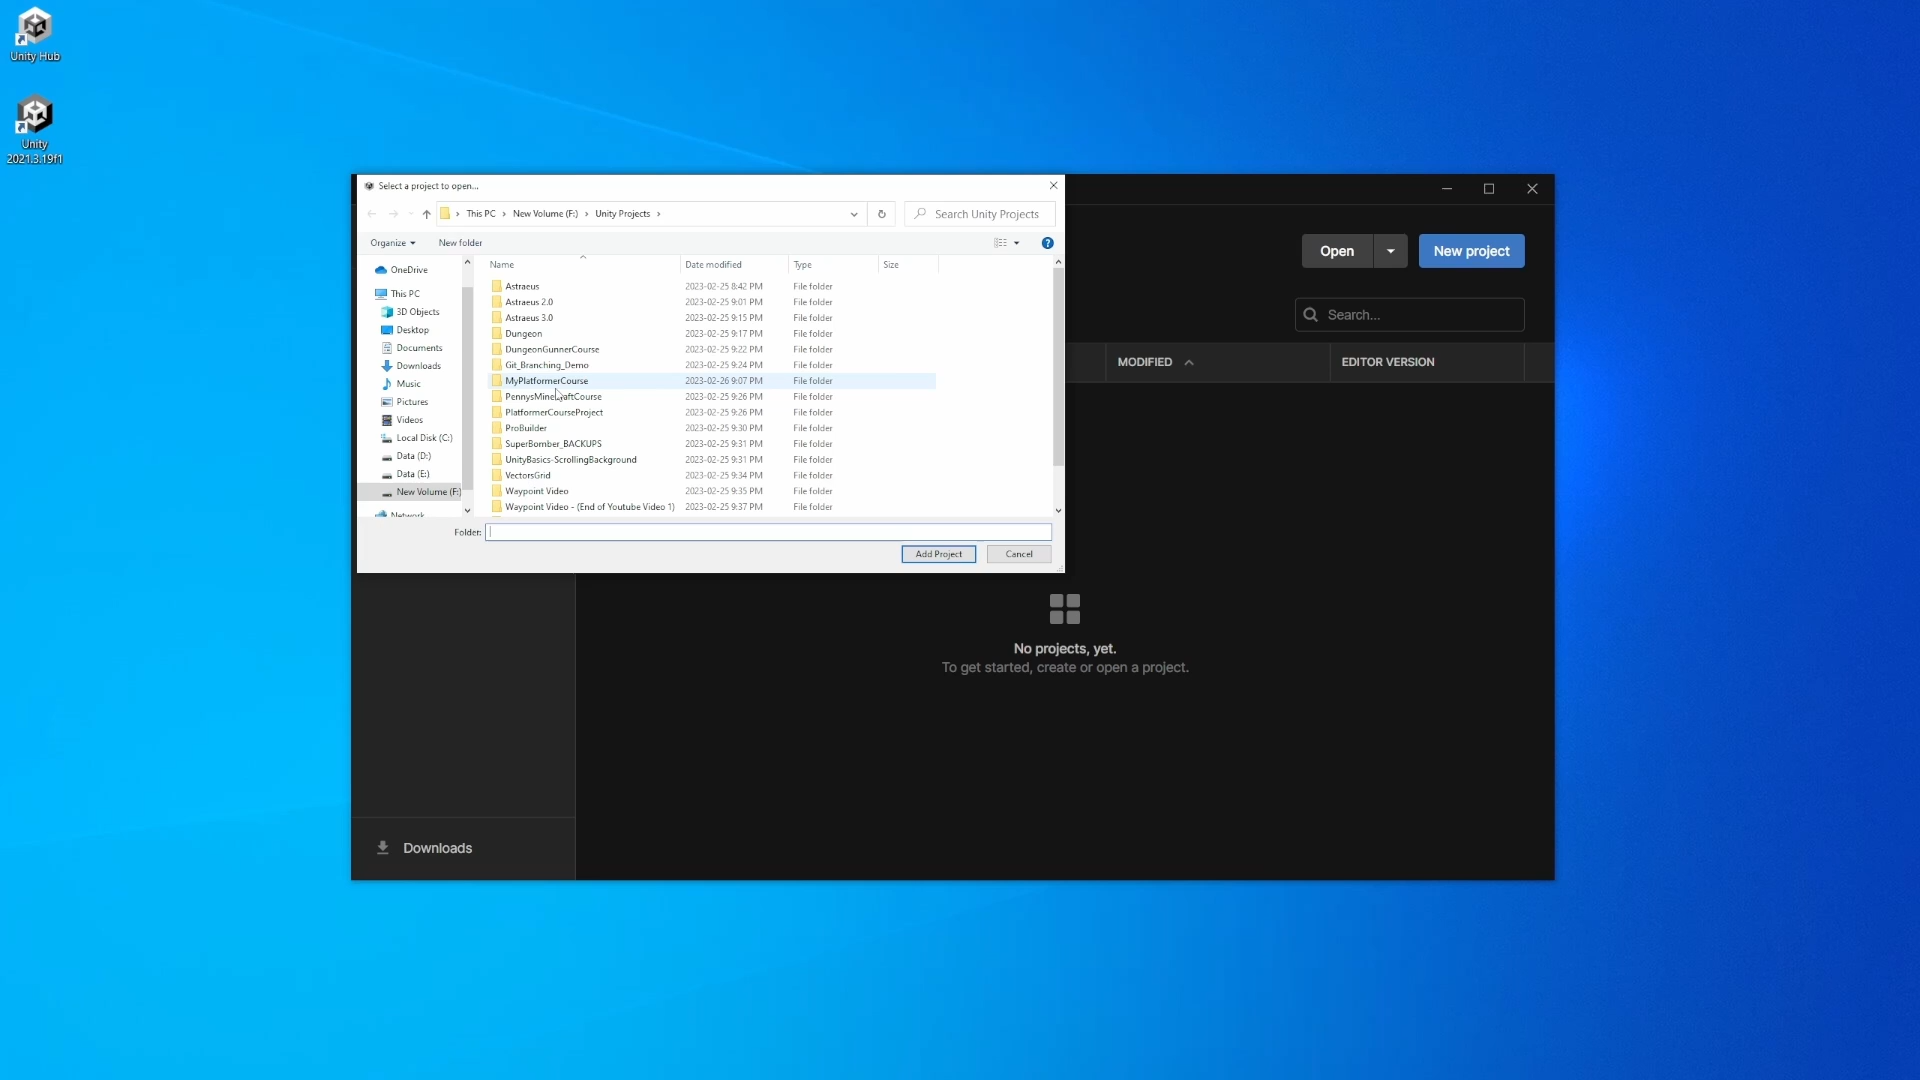 Unity Hub
Unity
2021.3.19f1
Select a project to open...
This PC > New Volume (F:) > Unity Projects >
Search Unity Projects
Organize
New folder
Name Date modified Type Size
OneDrive
This PC
3D Objects
Desktop
Documents
Downloads
Music
Pictures
Videos
Local Disk (C:)
Data (D:)
Data (E:)
New Volume (F:)
Network
Astraeus 2023-02-25 8:42 PM File folder
Astraeus 2.0 2023-02-25 9:01 PM File folder
Astraeus 3.0 2023-02-25 9:15 PM File folder
Dungeon 2023-02-25 9:17 PM File folder
DungeonGunnerCourse 2023-02-25 9:22 PM File folder
Git_Branching_Demo 2023-02-25 9:24 PM File folder
MyPlatformerCourse 2023-02-26 9:07 PM File folder
PennysMinecraftCourse 2023-02-25 9:26 PM File folder
PlatformerCourseProject 2023-02-25 9:26 PM File folder
ProBuilder 2023-02-25 9:30 PM File folder
SuperBomber_BACKUPS 2023-02-25 9:31 PM File folder
UnityBasics-ScrollingBackground 2023-02-25 9:31 PM File folder
VectorsGrid 2023-02-25 9:34 PM File folder
Waypoint Video 2023-02-25 9:35 PM File folder
Waypoint Video - (End of Youtube Video 1) 2023-02-25 9:37 PM File folder
Folder:
Add Project
Cancel
Open
New project
Search...
MODIFIED
EDITOR VERSION
No projects, yet.
To get started, create or open a project.
Downloads